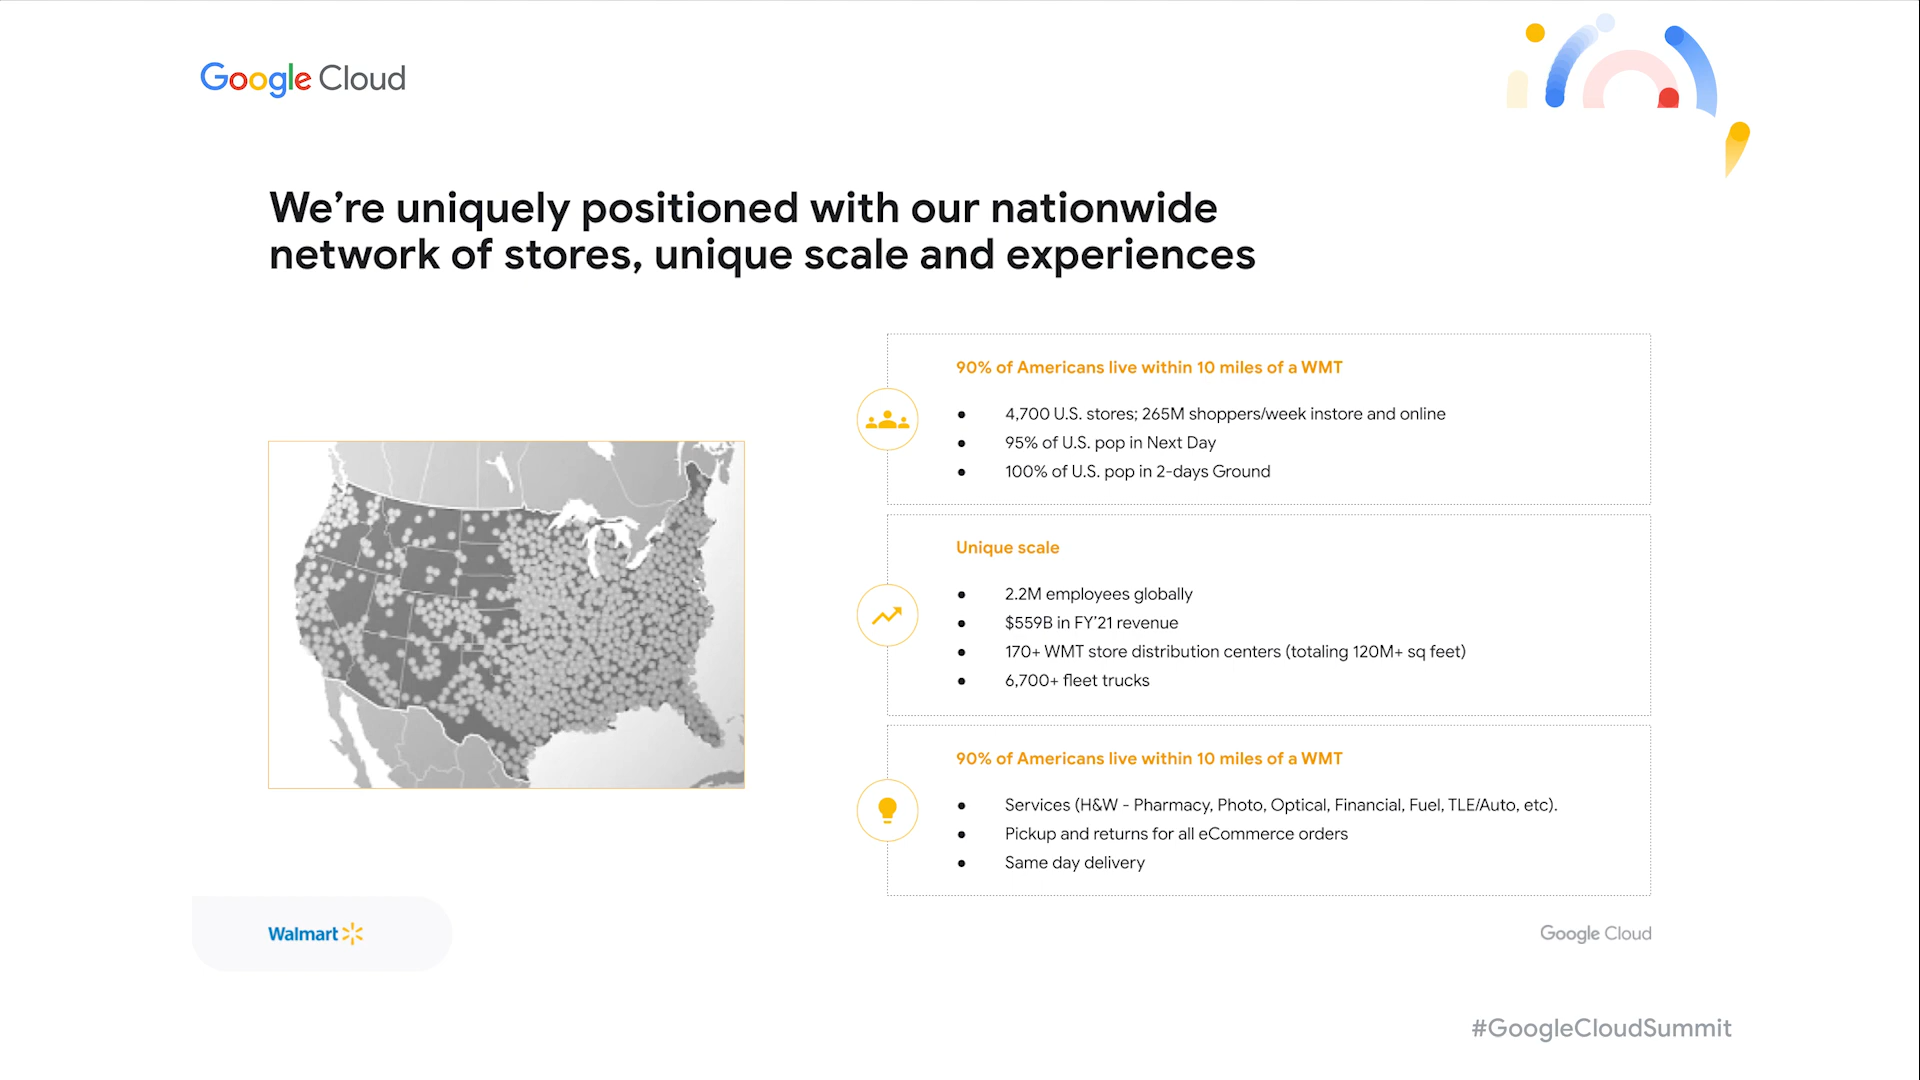 Google Cloud
We're uniquely positioned with our nationwide
network of stores, unique scale and experiences
90% of Americans live within 10 miles of a WMT
● 4,700 U.S. stores; 265M shoppers/week instore and online
● 95% of U.S. pop in Next Day
● 100% of U.S. pop in 2-days Ground
Unique scale
● 2.2M employees globally
● $559B in FY'21 revenue
● 170+ WMT store distribution centers (totaling 120M+ sq feet)
● 6,700+ fleet trucks
90% of Americans live within 10 miles of a WMT
● Services (H&W - Pharmacy, Photo, Optical, Financial, Fuel, TLE/Auto, etc).
● Pickup and returns for all eCommerce orders
● Same day delivery
Walmart
Google Cloud
#GoogleCloudSummit